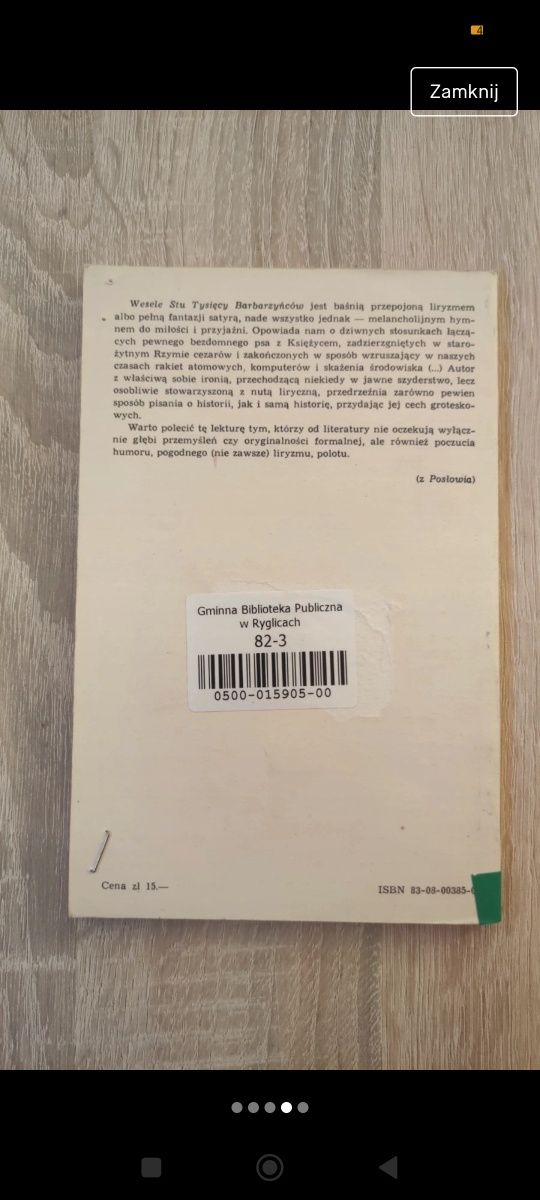 Zamknij
Wesele Stu Tysięcy Barbarzyńców jest baśnią przepojoną liryzmem
albo pełną fantazji satyrą, nade wszystko jednak — melancholijnym hym-
nem do miłości i przyjaźni. Opowiada nam o dziwnych stosunkach łączą-
cych pewnego bezdomnego psa z Księżycem, zadzierzgniętych w staro-
żytnym Rzymie cezarów i zakończonych w sposób wzruszający w naszych
czasach rakiet atomowych, komputerów i skażenia środowiska (...) Autor
z właściwą sobie ironią, przechodzącą niekiedy w jawne szyderstwo, lecz
osobliwie stowarzyszoną z nutą liryczną, przedrzeźnia zarówno pewien
sposób pisania o historii, jak i samą historię, przydając jej cech grotesko-
wych.
Warto polecić tę lekturę tym, którzy od literatury nie oczekują wyłącz-
nie głębi przemyśleń czy oryginalności formalnej, ale również poczucia
humoru, pogodnego (nie zawsze) liryzmu, polotu.
(z Posłowia)
Gminna Biblioteka Publiczna
w Ryglicach
82-3
0500-015905-00
Cena zł 15.—
ISBN 83-08-00385-